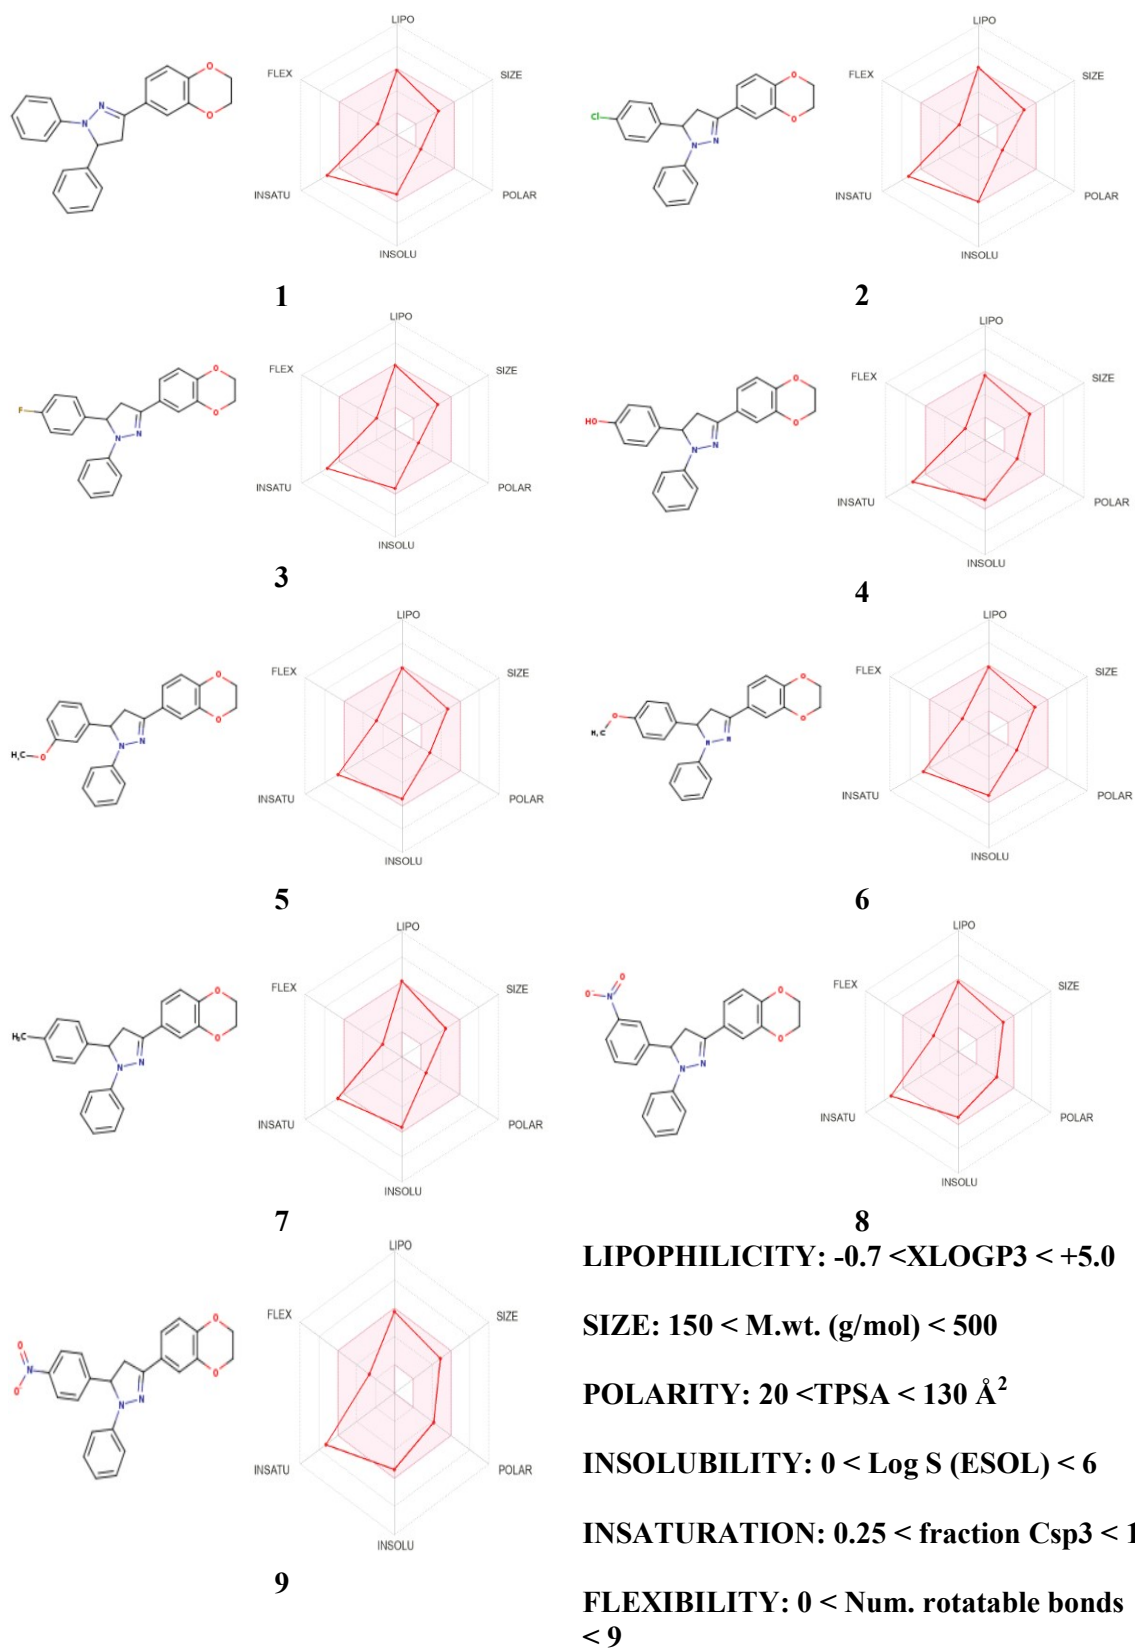 LIPO
SIZE
POLAR
INSOLU
INSATU
FLEX
N
N
O
O
1
LIPO
SIZE
POLAR
INSOLU
INSATU
FLEX
Cl
N
N
O
O
2
LIPO
SIZE
POLAR
INSOLU
INSATU
FLEX
F
N
N
O
O
3
LIPO
SIZE
POLAR
INSOLU
INSATU
FLEX
HO
N
N
O
O
4
LIPO
SIZE
POLAR
INSOLU
INSATU
FLEX
H₃C
O
N
N
O
O
5
LIPO
SIZE
POLAR
INSOLU
INSATU
FLEX
H₃C
O
N
N
O
O
6
LIPO
SIZE
POLAR
INSOLU
INSATU
FLEX
H₃C
N
N
O
O
7
LIPO
SIZE
POLAR
INSOLU
INSATU
FLEX
O
O⁻
N⁺
N
N
O
O
8
LIPO
SIZE
POLAR
INSOLU
INSATU
FLEX
O
N⁺
O⁻
N
N
O
O
9
LIPOPHILICITY: -0.7 <XLOGP3 < +5.0
SIZE: 150 < M.wt. (g/mol) < 500
POLARITY: 20 <TPSA < 130 Å²
INSOLUBILITY: 0 < Log S (ESOL) < 6
INSATURATION: 0.25 < fraction Csp3 < 1
FLEXIBILITY: 0 < Num. rotatable bonds
< 9